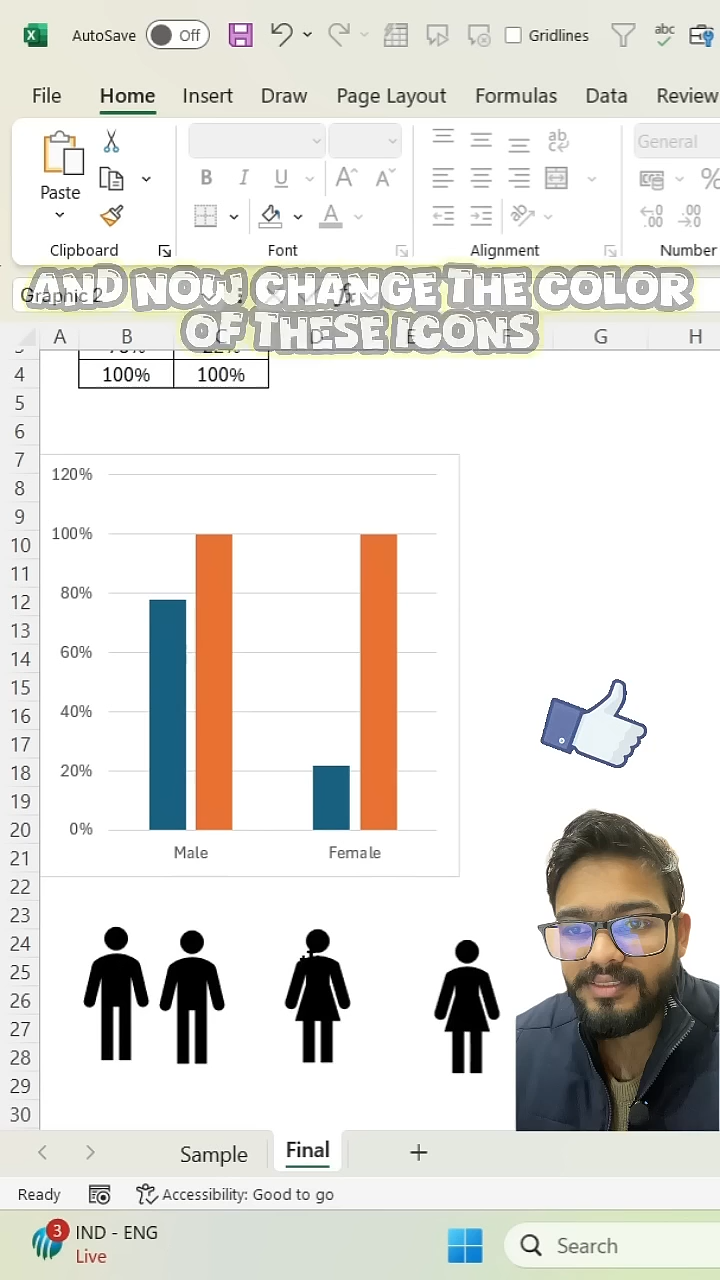 AutoSave Off Gridlines abc
File Home Insert Draw Page Layout Formulas Data Review
Paste B I U A A A ab General %
Clipboard Font Alignment Number
Graphic 2 fx
AND NOW CHANGE THE COLOR
OF THESE ICONS
A B C D E F G H
4 100% 100%
5
6
7
8
9
10
11
12
13
14
15
16
17
18
19
20
21
22
23
24
25
26
27
28
29
30
120%
100%
80%
60%
40%
20%
0%
Male Female
Sample Final
Ready Accessibility: Good to go
3 IND - ENG
Live
Search